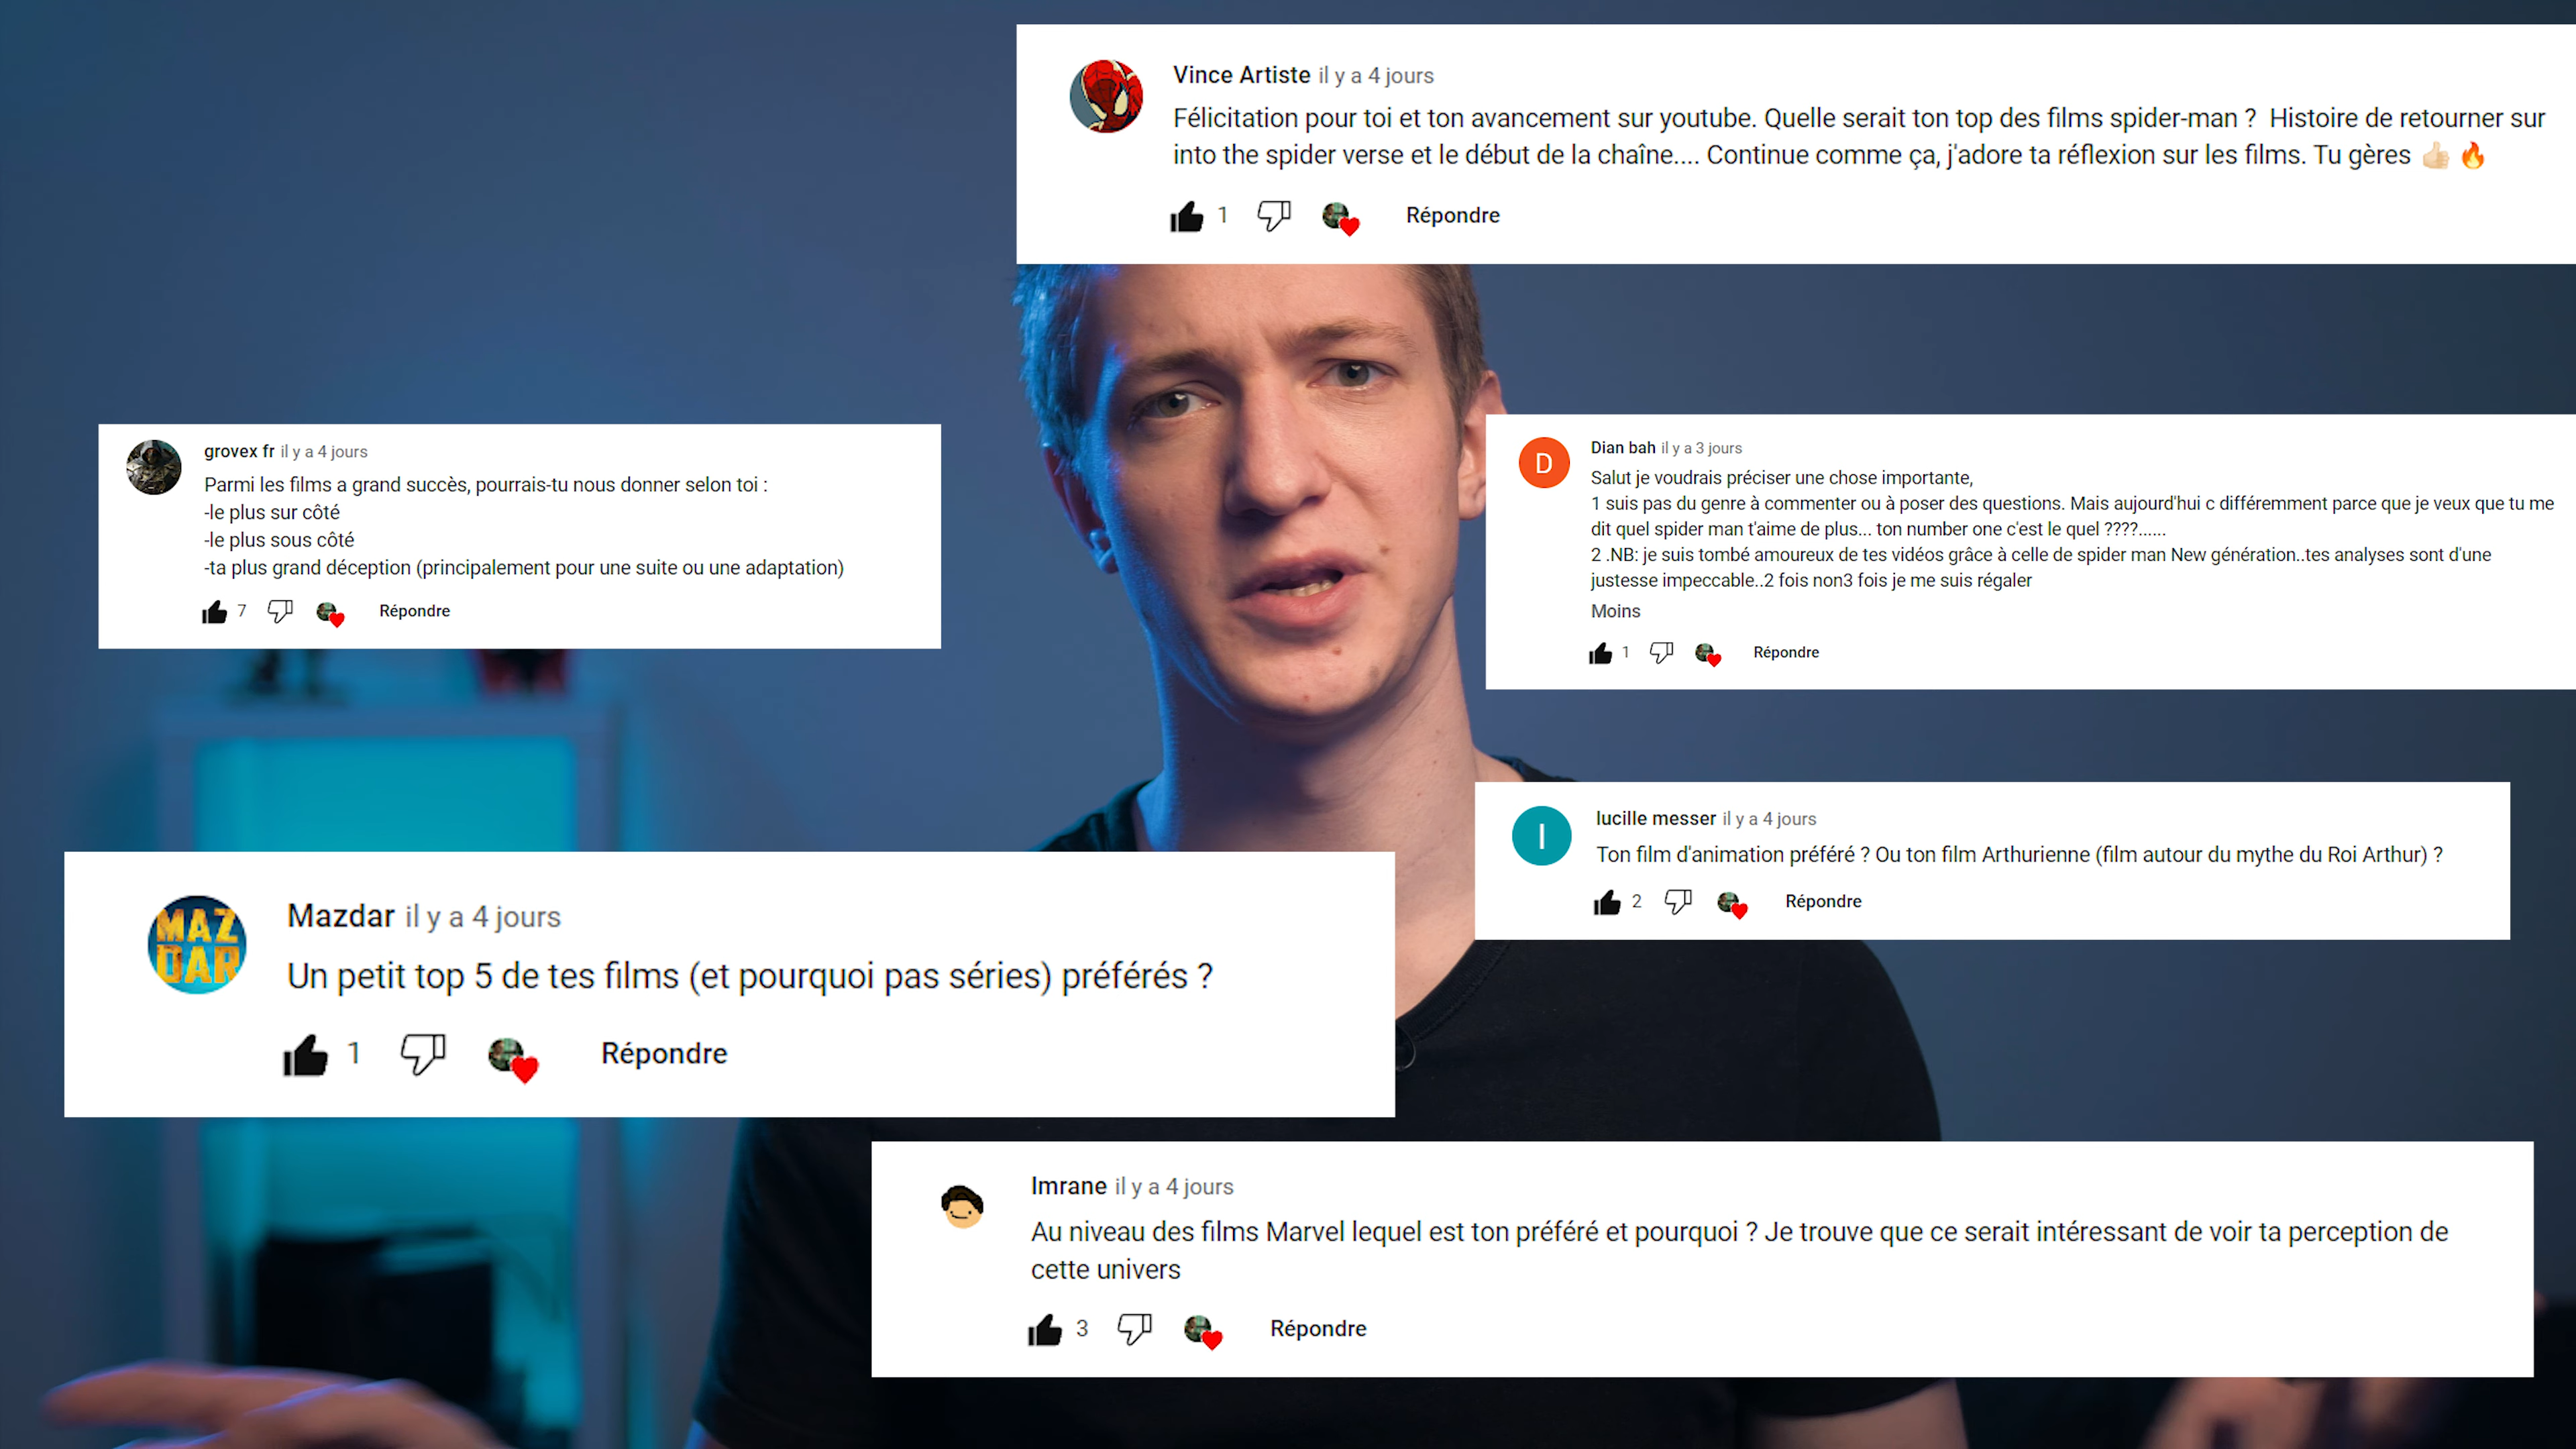 Vince Artiste il y a 4 jours
Félicitation pour toi et ton avancement sur youtube. Quelle serait ton top des films spider-man ?  Histoire de retourner sur
into the spider verse et le début de la chaîne.... Continue comme ça, j'adore ta réflexion sur les films. Tu gères 👍🏻 🔥
1 Répondre
grovex fr il y a 4 jours
Parmi les films a grand succès, pourrais-tu nous donner selon toi :
-le plus sur côté
-le plus sous côté
-ta plus grand déception (principalement pour une suite ou une adaptation)
7 Répondre
D
Dian bah il y a 3 jours
Salut je voudrais préciser une chose importante,
1 suis pas du genre à commenter ou à poser des questions. Mais aujourd'hui c différemment parce que je veux que tu me
dit quel spider man t'aime de plus... ton number one c'est le quel ????......
2 .NB: je suis tombé amoureux de tes vidéos grâce à celle de spider man New génération..tes analyses sont d'une
justesse impeccable..2 fois non3 fois je me suis régaler
Moins
1 Répondre
l
lucille messer il y a 4 jours
Ton film d'animation préféré ? Ou ton film Arthurienne (film autour du mythe du Roi Arthur) ?
2 Répondre
MAZ
DAR
Mazdar il y a 4 jours
Un petit top 5 de tes films (et pourquoi pas séries) préférés ?
1 Répondre
Imrane il y a 4 jours
Au niveau des films Marvel lequel est ton préféré et pourquoi ? Je trouve que ce serait intéressant de voir ta perception de
cette univers
3 Répondre